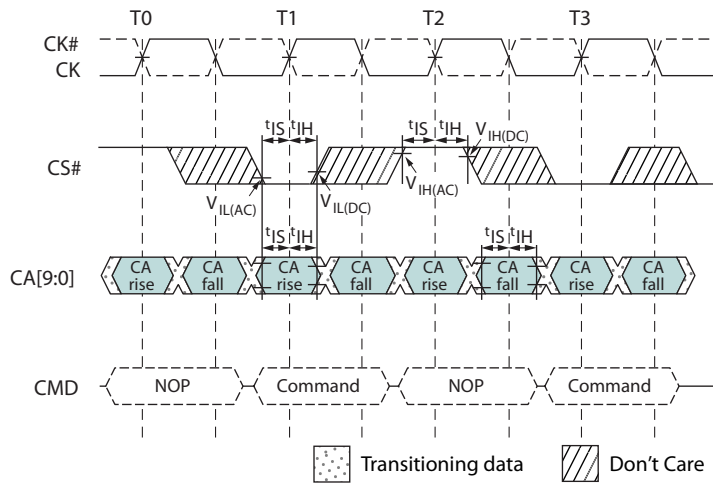 T0 T1 T2 T3
CK#
CK
tIS tIH tIS tIH
VIH(DC)
CS#
VIL(AC) VIL(DC) VIH(AC)
tIS tIH tIS tIH
CA[9:0]
CA rise CA fall CA rise CA fall CA rise CA fall CA rise CA fall
CMD NOP Command NOP Command
Transitioning data Don't Care